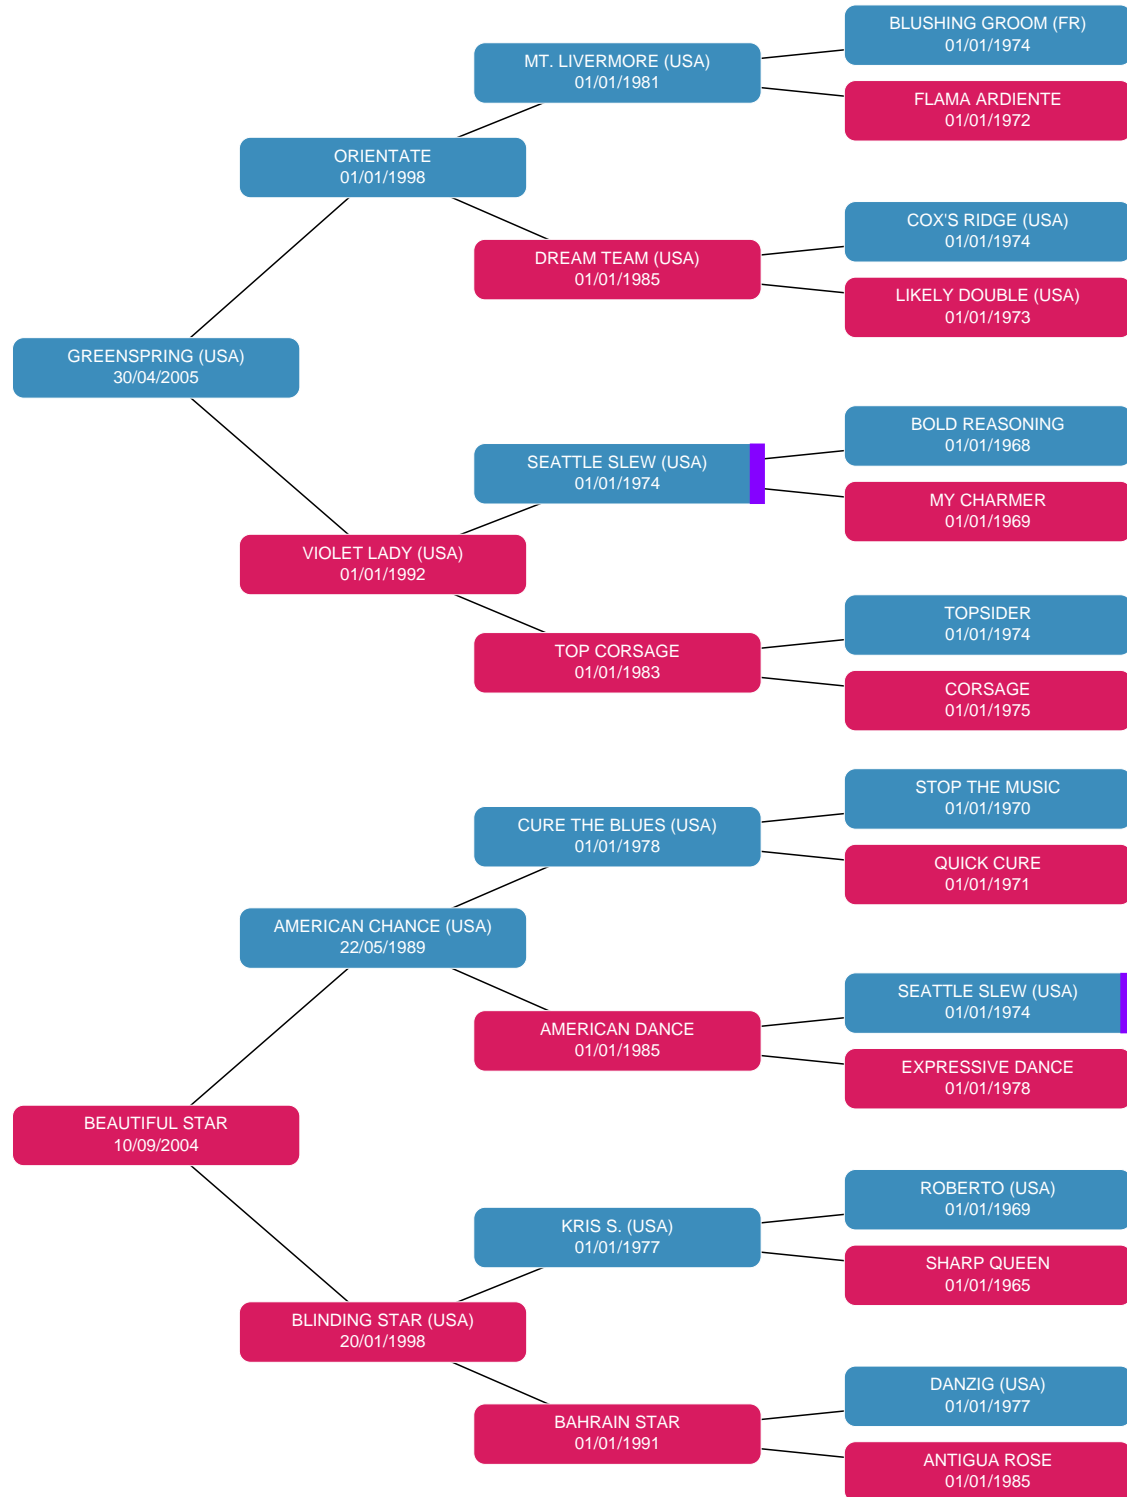 BLUSHING GROOM (FR)
01/01/1974
MT. LIVERMORE (USA)
01/01/1981
FLAMA ARDIENTE
01/01/1972
ORIENTATE
01/01/1998
COX'S RIDGE (USA)
01/01/1974
DREAM TEAM (USA)
01/01/1985
LIKELY DOUBLE (USA)
01/01/1973
GREENSPRING (USA)
30/04/2005
BOLD REASONING
01/01/1968
SEATTLE SLEW (USA)
01/01/1974
MY CHARMER
01/01/1969
VIOLET LADY (USA)
01/01/1992
TOPSIDER
01/01/1974
TOP CORSAGE
01/01/1983
CORSAGE
01/01/1975
STOP THE MUSIC
01/01/1970
CURE THE BLUES (USA)
01/01/1978
QUICK CURE
01/01/1971
AMERICAN CHANCE (USA)
22/05/1989
SEATTLE SLEW (USA)
01/01/1974
AMERICAN DANCE
01/01/1985
EXPRESSIVE DANCE
01/01/1978
BEAUTIFUL STAR
10/09/2004
ROBERTO (USA)
01/01/1969
KRIS S. (USA)
01/01/1977
SHARP QUEEN
01/01/1965
BLINDING STAR (USA)
20/01/1998
DANZIG (USA)
01/01/1977
BAHRAIN STAR
01/01/1991
ANTIGUA ROSE
01/01/1985